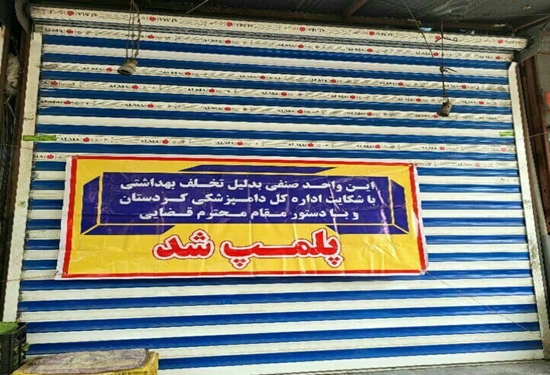 این واحد صنفی بدلیل تخلف بهداشتی
با شکایت اداره کل دامپزشکی کردستان
و با دستور مقام محترم قضایی
پلمپ شد